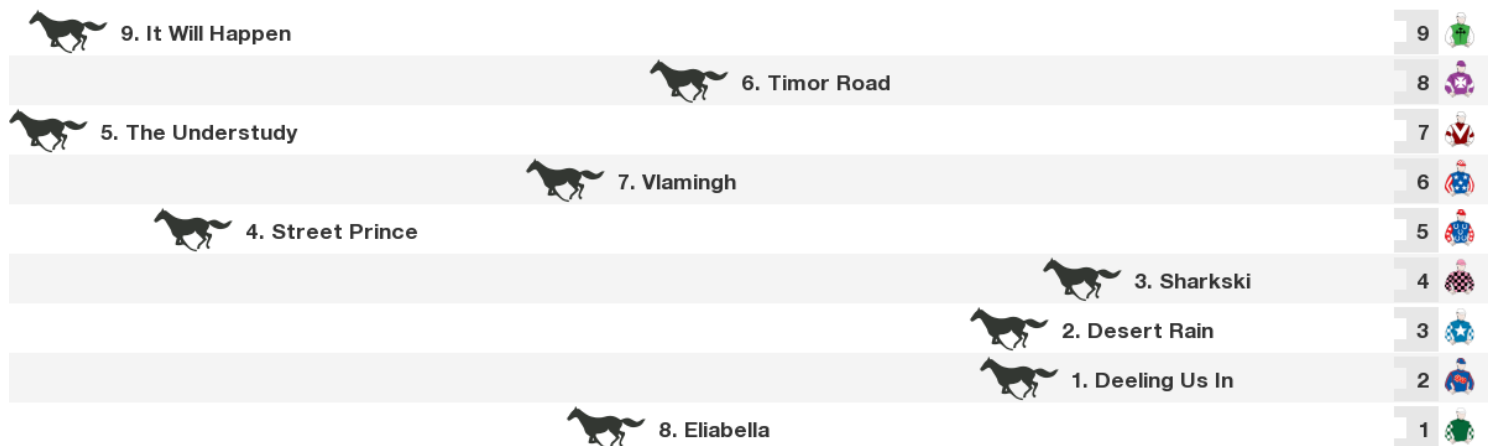 9. It Will Happen 9
6. Timor Road 8
5. The Understudy 7
7. Vlamingh 6
4. Street Prince 5
3. Sharkski 4
2. Desert Rain 3
1. Deeling Us In 2
8. Eliabella 1